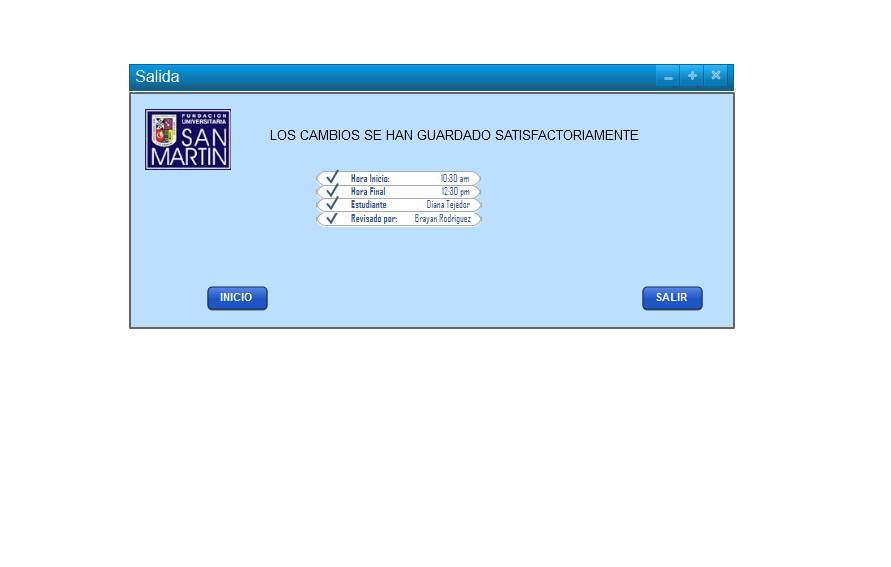 Salida
FUNDACION
UNIVERSITARIA
SAN
MARTIN
LOS CAMBIOS SE HAN GUARDADO SATISFACTORIAMENTE
Hora Inicio: 10:30 am
Hora Final 12:30 pm
Estudiante Diana Tejedor
Revisado por: Brayan Rodriguez
INICIO
SALIR